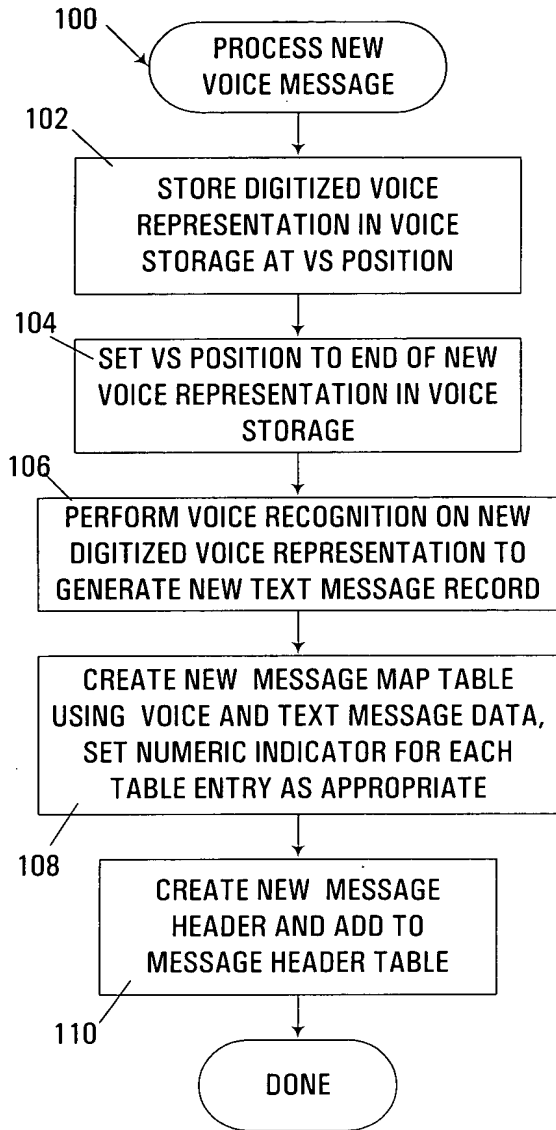 100
PROCESS NEW
VOICE MESSAGE
102
STORE DIGITIZED VOICE
REPRESENTATION IN VOICE
STORAGE AT VS POSITION
104
SET VS POSITION TO END OF NEW
VOICE REPRESENTATION IN VOICE
STORAGE
106
PERFORM VOICE RECOGNITION ON NEW
DIGITIZED VOICE REPRESENTATION TO
GENERATE NEW TEXT MESSAGE RECORD
CREATE NEW MESSAGE MAP TABLE
USING VOICE AND TEXT MESSAGE DATA,
SET NUMERIC INDICATOR FOR EACH
TABLE ENTRY AS APPROPRIATE
108
CREATE NEW MESSAGE
HEADER AND ADD TO
MESSAGE HEADER TABLE
110
DONE